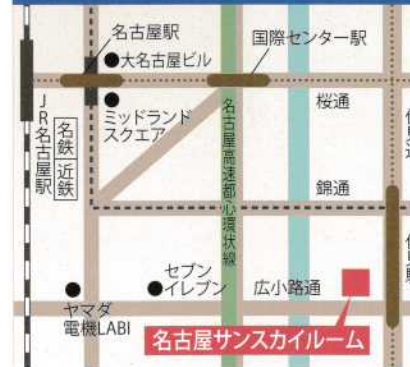 名古屋駅
大名古屋ビル
国際センター駅
桜通
ミッドランド
スクエア
JR名古屋駅
名鉄
近鉄
名古屋高速都心環状線
錦通
セブン
イレブン
広小路通
ヤマダ
電機LABI
名古屋サンスカイルーム